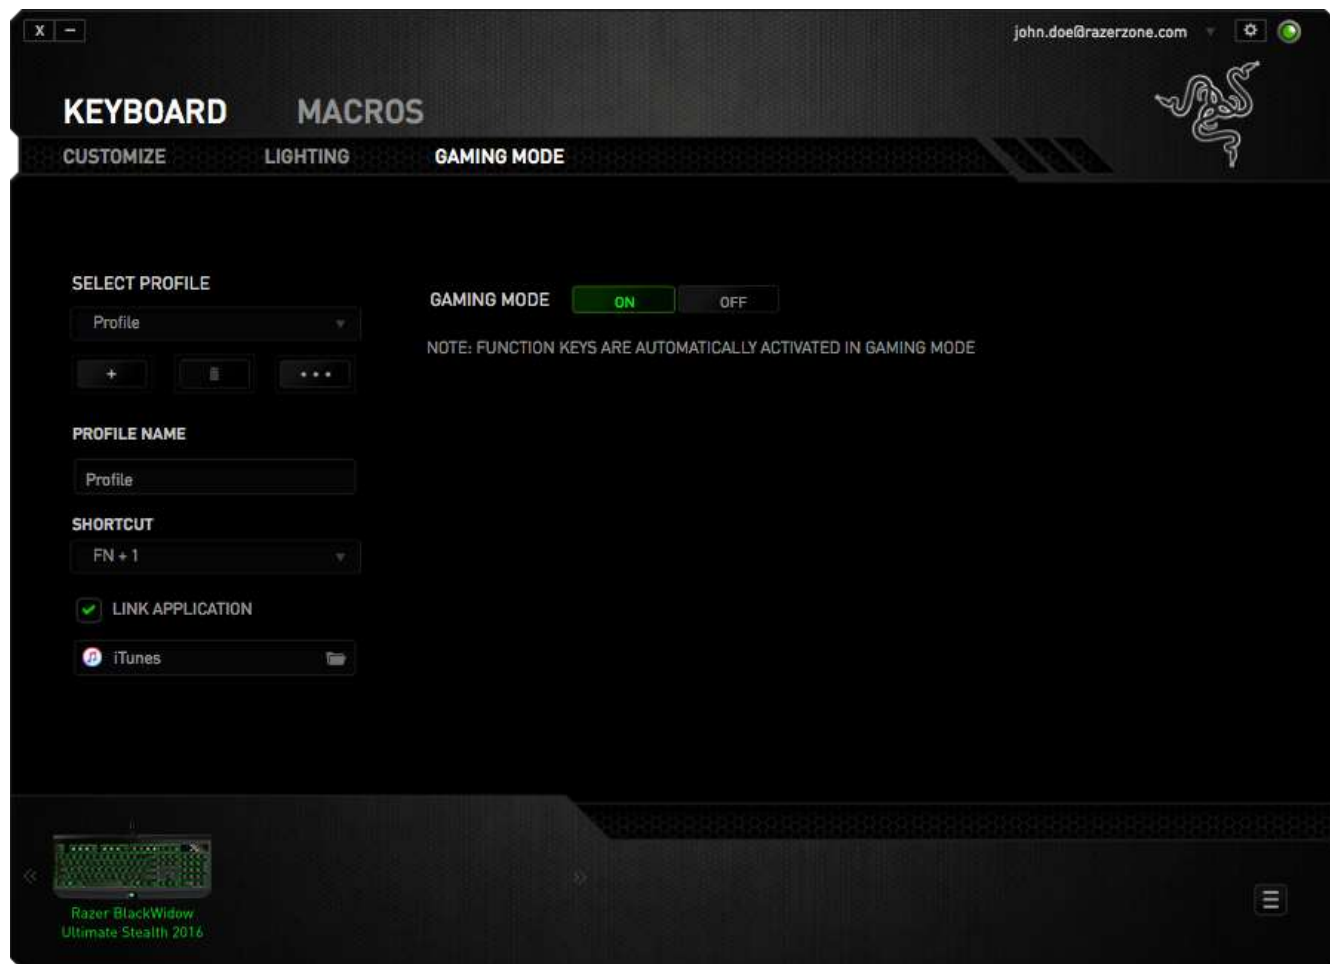 X −
john.doe@razerzone.com
KEYBOARD MACROS
CUSTOMIZE LIGHTING GAMING MODE
SELECT PROFILE
Profile
+ •••
PROFILE NAME
Profile
SHORTCUT
FN + 1
LINK APPLICATION
iTunes
GAMING MODE ON OFF
NOTE: FUNCTION KEYS ARE AUTOMATICALLY ACTIVATED IN GAMING MODE
Razer BlackWidow
Ultimate Stealth 2016